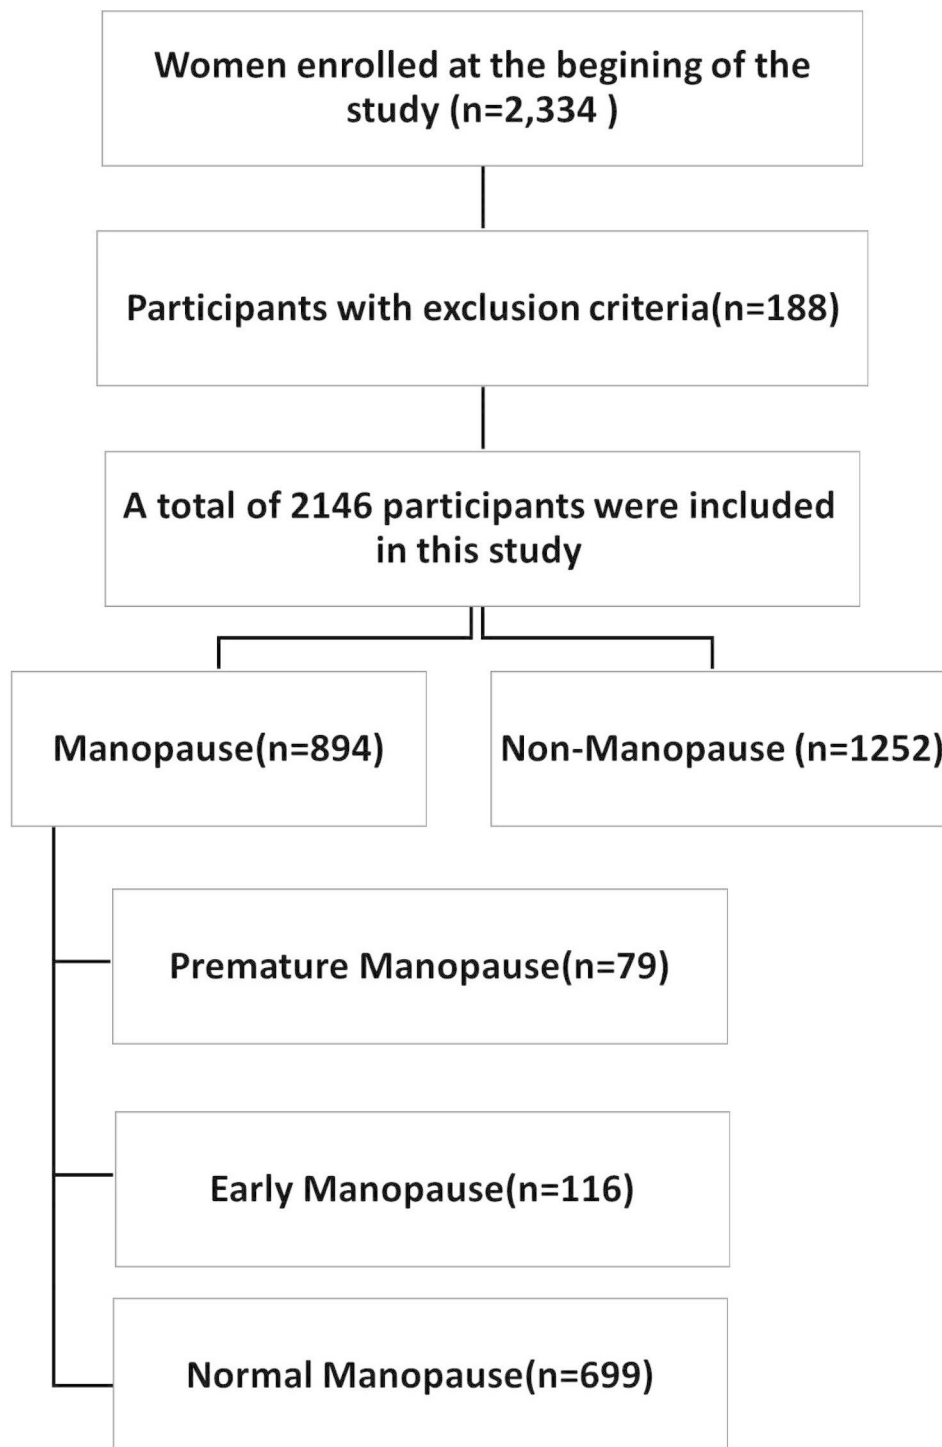 Women enrolled at the begining of the
study (n=2,334 )
Participants with exclusion criteria(n=188)
A total of 2146 participants were included
in this study
Manopause(n=894)
Non-Manopause (n=1252)
Premature Manopause(n=79)
Early Manopause(n=116)
Normal Manopause(n=699)